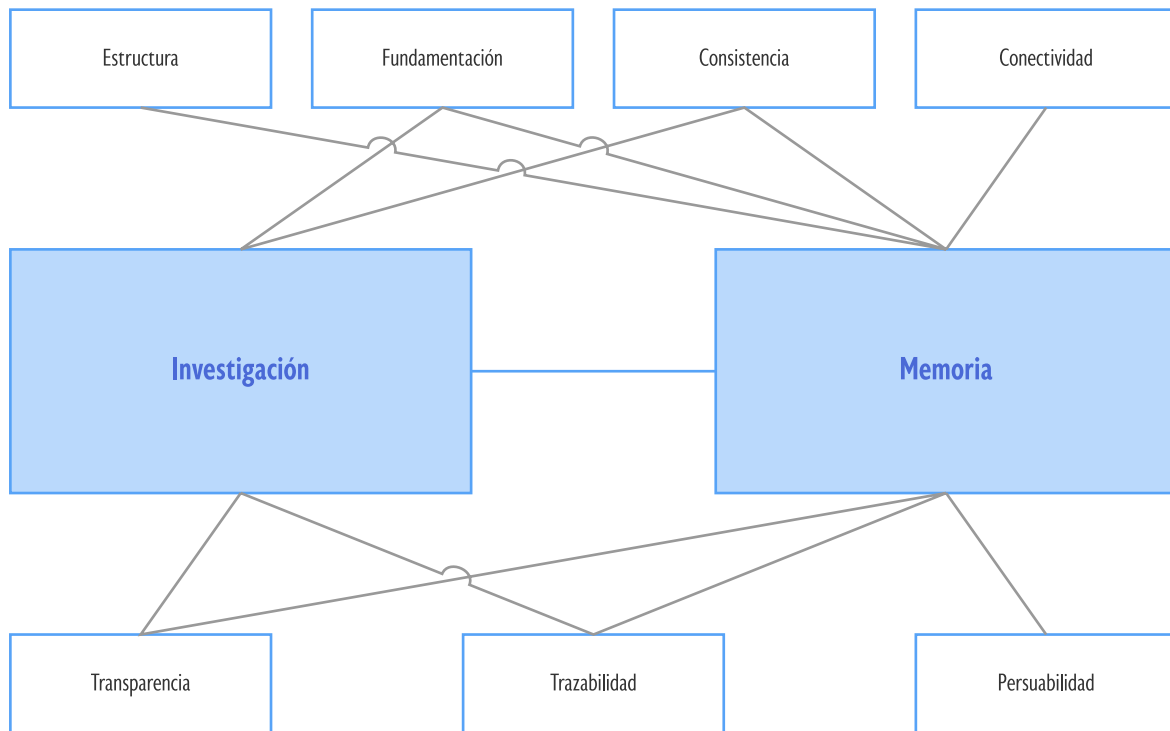 Estructura
Fundamentación
Consistencia
Conectividad
Investigación
Memoria
Transparencia
Trazabilidad
Persuabilidad